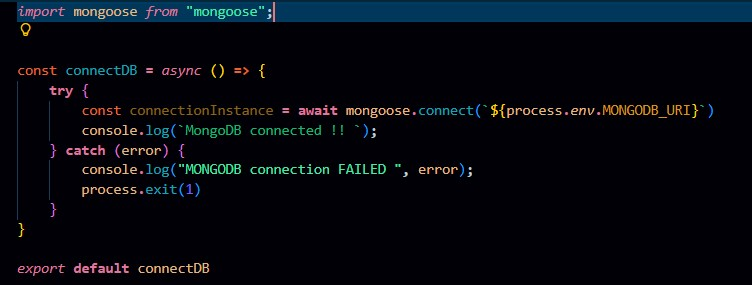 import mongoose from "mongoose";
const connectDB = async () => {
    try {
        const connectionInstance = await mongoose.connect(`${process.env.MONGODB_URI}`)
        console.log(`MongoDB connected !! `);
    } catch (error) {
        console.log("MONGODB connection FAILED ", error);
        process.exit(1)
    }
}
export default connectDB